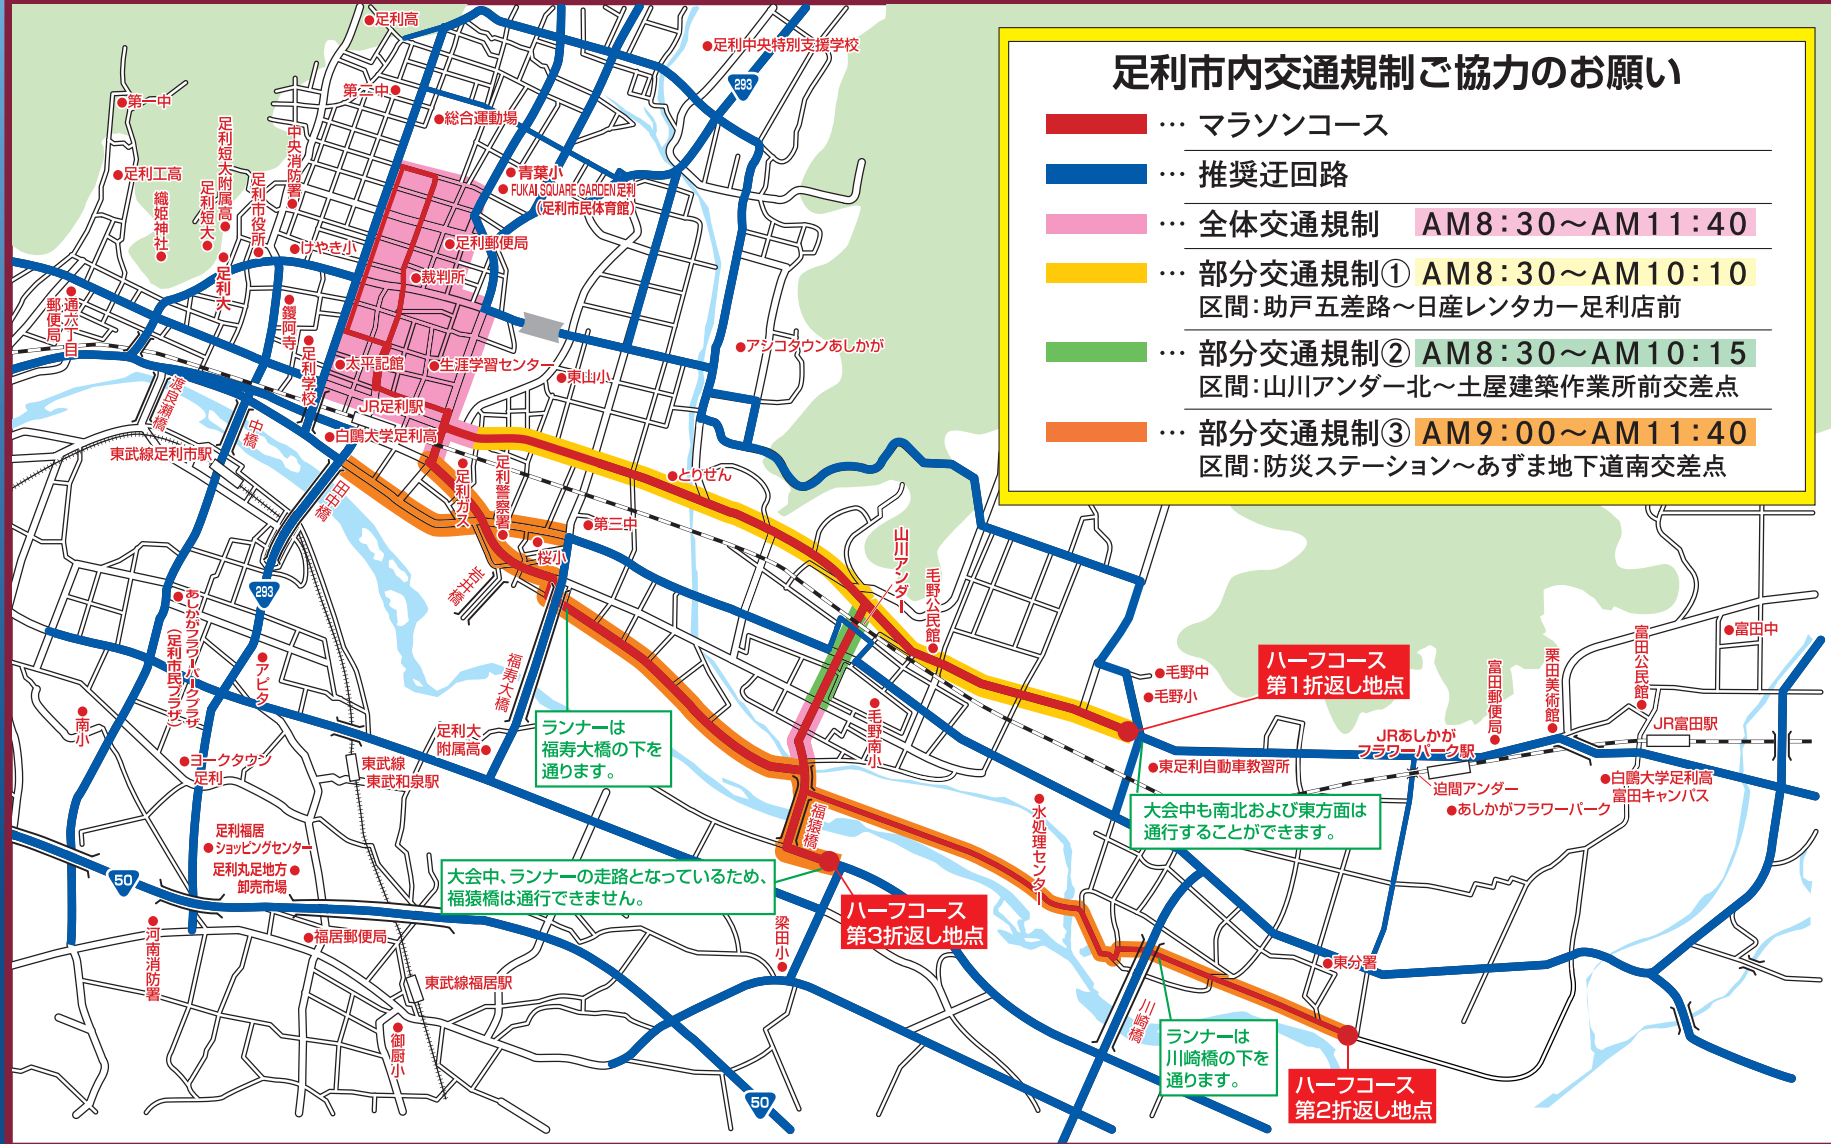 足利市内交通規制ご協力のお願い
… マラソンコース
… 推奨迂回路
… 全体交通規制 AM8:30～AM11:40
… 部分交通規制① AM8:30～AM10:10
区間:助戸五差路～日産レンタカー足利店前
… 部分交通規制② AM8:30～AM10:15
区間:山川アンダー北～土屋建築作業所前交差点
… 部分交通規制③ AM9:00～AM11:40
区間:防災ステーション～あずま地下道南交差点
足利高
足利中央特別支援学校
293
第二中
第一中
総合運動場
足利短大附属高
中央消防署
足利工高
青葉小
FUKAI SQUARE GARDEN 足利
(足利市民体育館)
織姫神社
足利短大
足利市役所
けやき小
足利郵便局
足利大
裁判所
通六丁目
郵便局
鑁阿寺
足利学校
太平記館
生涯学習センター
東山小
アシコタウンあしかが
渡良瀬橋
中橋
JR足利駅
白鷗大学足利高
東武線足利市駅
田中橋
足利ガス
足利警察署
とりせん
第三中
桜小
岩井橋
山川アンダー
毛野公民館
293
あしかがフラワーパークプラザ
(足利市民プラザ)
アピタ
福寿大橋
南小
足利大
附属高
ランナーは
福寿大橋の下を
通ります。
毛野南小
毛野中
毛野小
ハーフコース
第1折返し地点
富田中
富田公民館
栗田美術館
富田郵便局
JR富田駅
JRあしかが
フラワーパーク駅
ヨークタウン
足利
東武線
東武和泉駅
東足利自動車教習所
迫間アンダー
白鷗大学足利高
富田キャンパス
あしかがフラワーパーク
大会中も南北および東方面は
通行することができます。
水処理センター
福猿橋
足利福居
ショッピングセンター
足利丸足地方
卸売市場
50
大会中、ランナーの走路となっているため、
福猿橋は通行できません。
ハーフコース
第3折返し地点
梁田小
河南消防署
福居郵便局
東武線福居駅
東分署
川崎橋
御厨小
ランナーは
川崎橋の下を
通ります。
ハーフコース
第2折返し地点
50